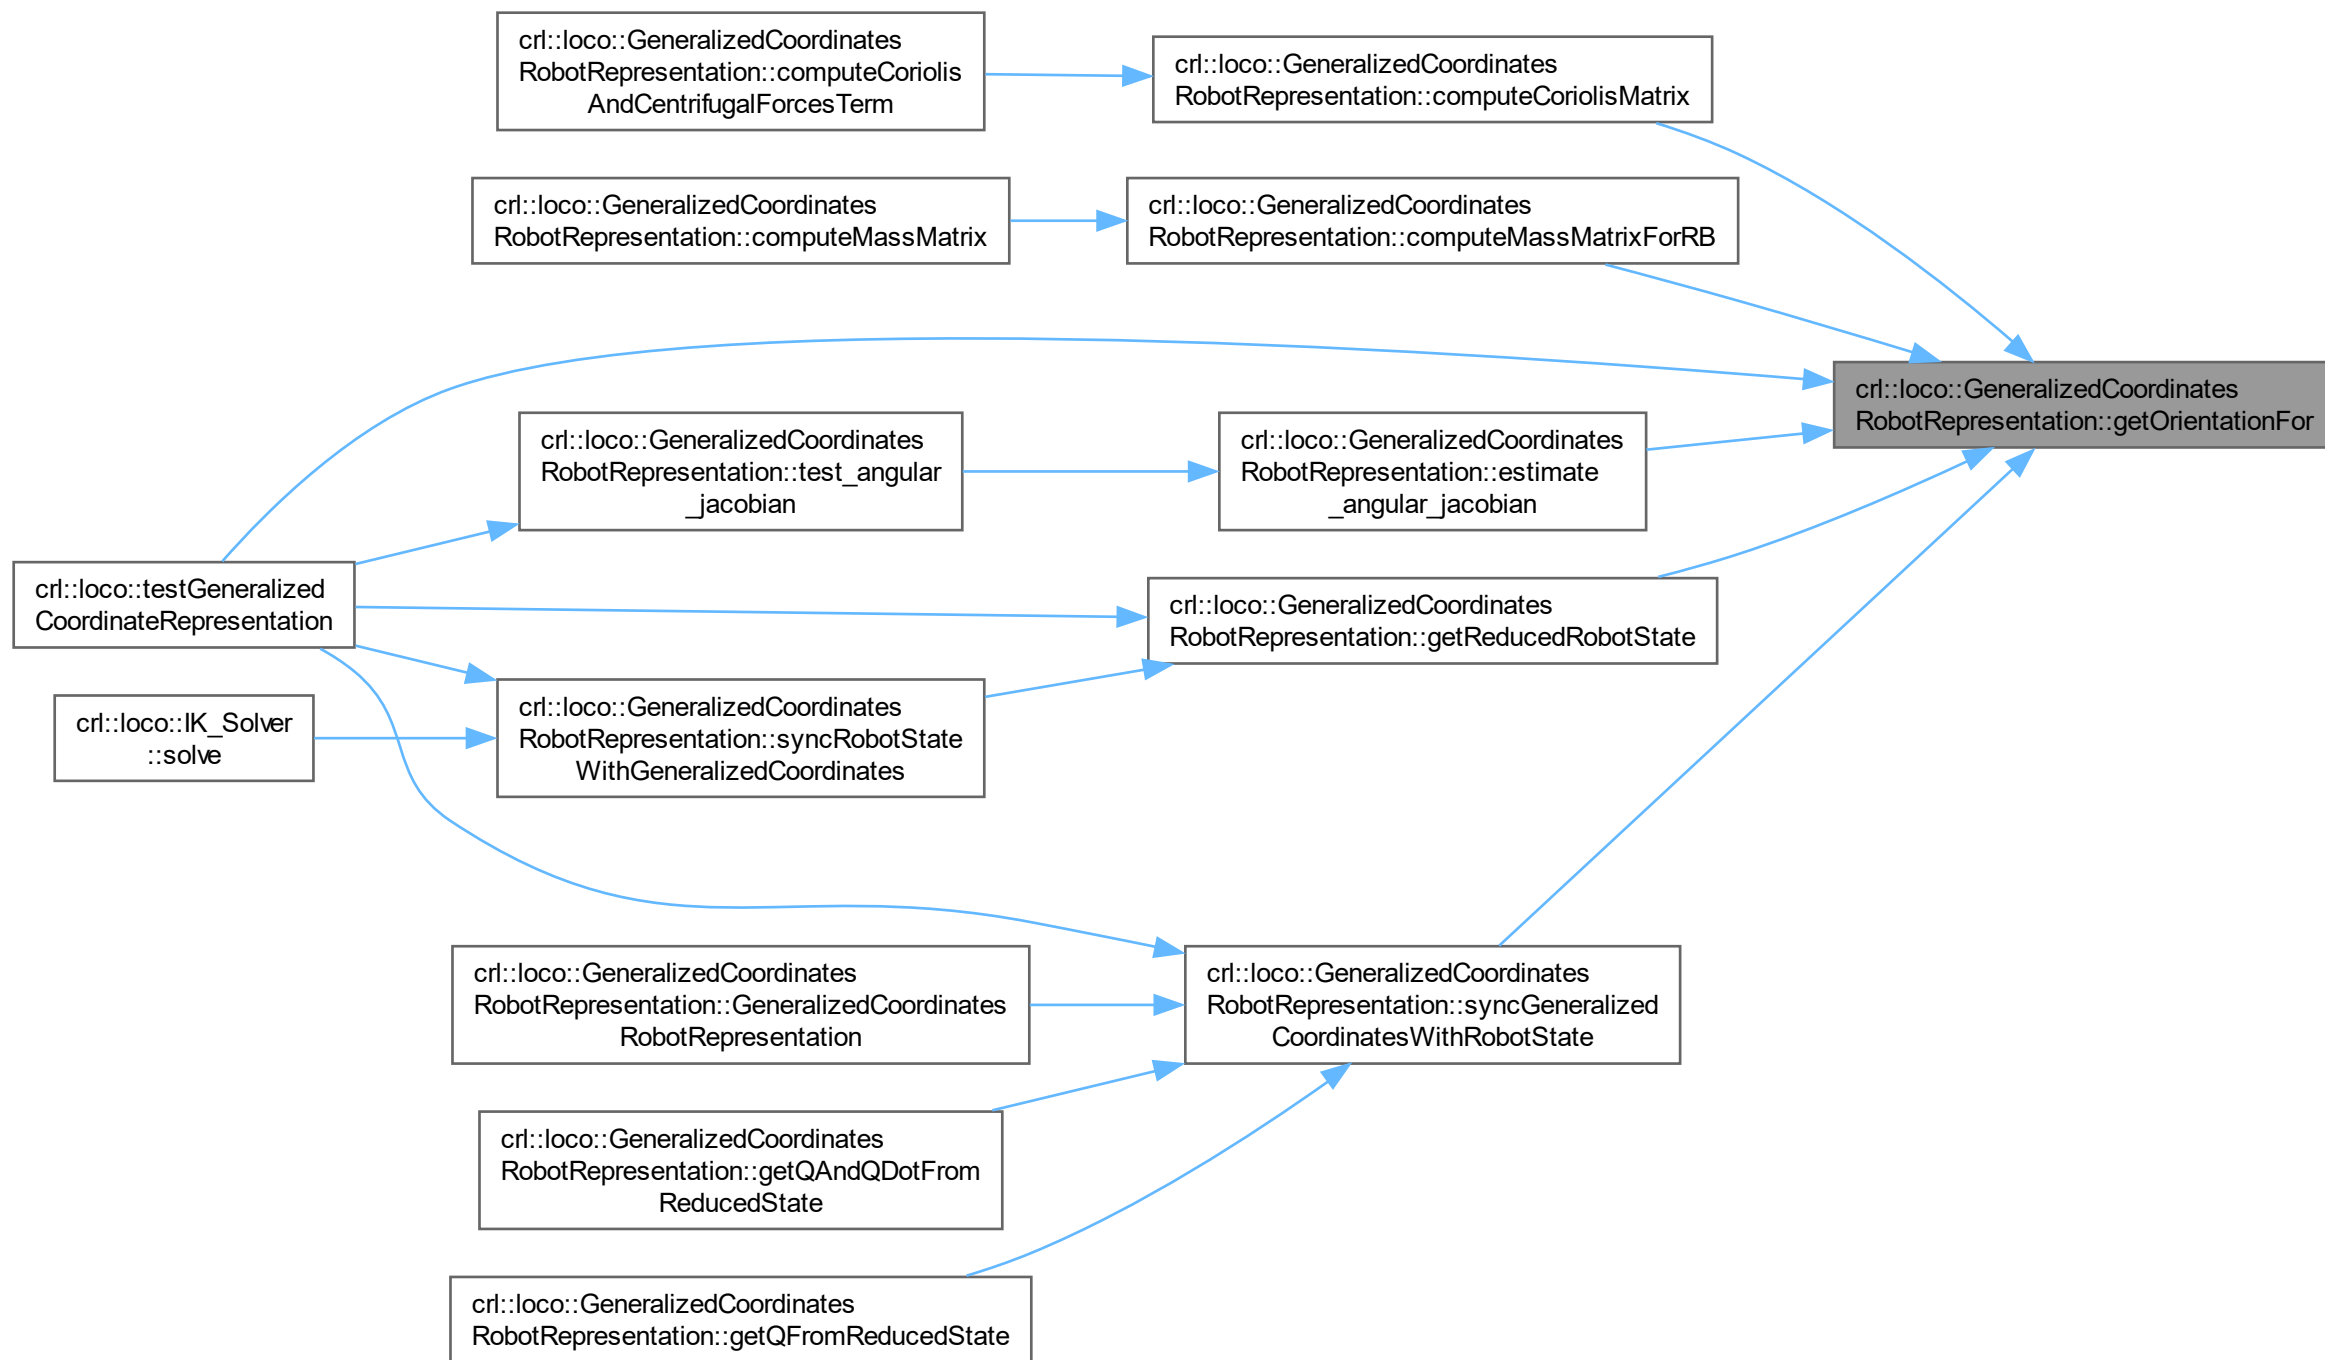 crl::loco::GeneralizedCoordinates
RobotRepresentation::computeCoriolis
AndCentrifugalForcesTerm
crl::loco::GeneralizedCoordinates
RobotRepresentation::computeCoriolisMatrix
crl::loco::GeneralizedCoordinates
RobotRepresentation::computeMassMatrix
crl::loco::GeneralizedCoordinates
RobotRepresentation::computeMassMatrixForRB
crl::loco::GeneralizedCoordinates
RobotRepresentation::getOrientationFor
crl::loco::GeneralizedCoordinates
RobotRepresentation::test_angular
_jacobian
crl::loco::GeneralizedCoordinates
RobotRepresentation::estimate
_angular_jacobian
crl::loco::testGeneralized
CoordinateRepresentation
crl::loco::GeneralizedCoordinates
RobotRepresentation::getReducedRobotState
crl::loco::IK_Solver
::solve
crl::loco::GeneralizedCoordinates
RobotRepresentation::syncRobotState
WithGeneralizedCoordinates
crl::loco::GeneralizedCoordinates
RobotRepresentation::GeneralizedCoordinates
RobotRepresentation
crl::loco::GeneralizedCoordinates
RobotRepresentation::syncGeneralized
CoordinatesWithRobotState
crl::loco::GeneralizedCoordinates
RobotRepresentation::getQAndQDotFrom
ReducedState
crl::loco::GeneralizedCoordinates
RobotRepresentation::getQFromReducedState